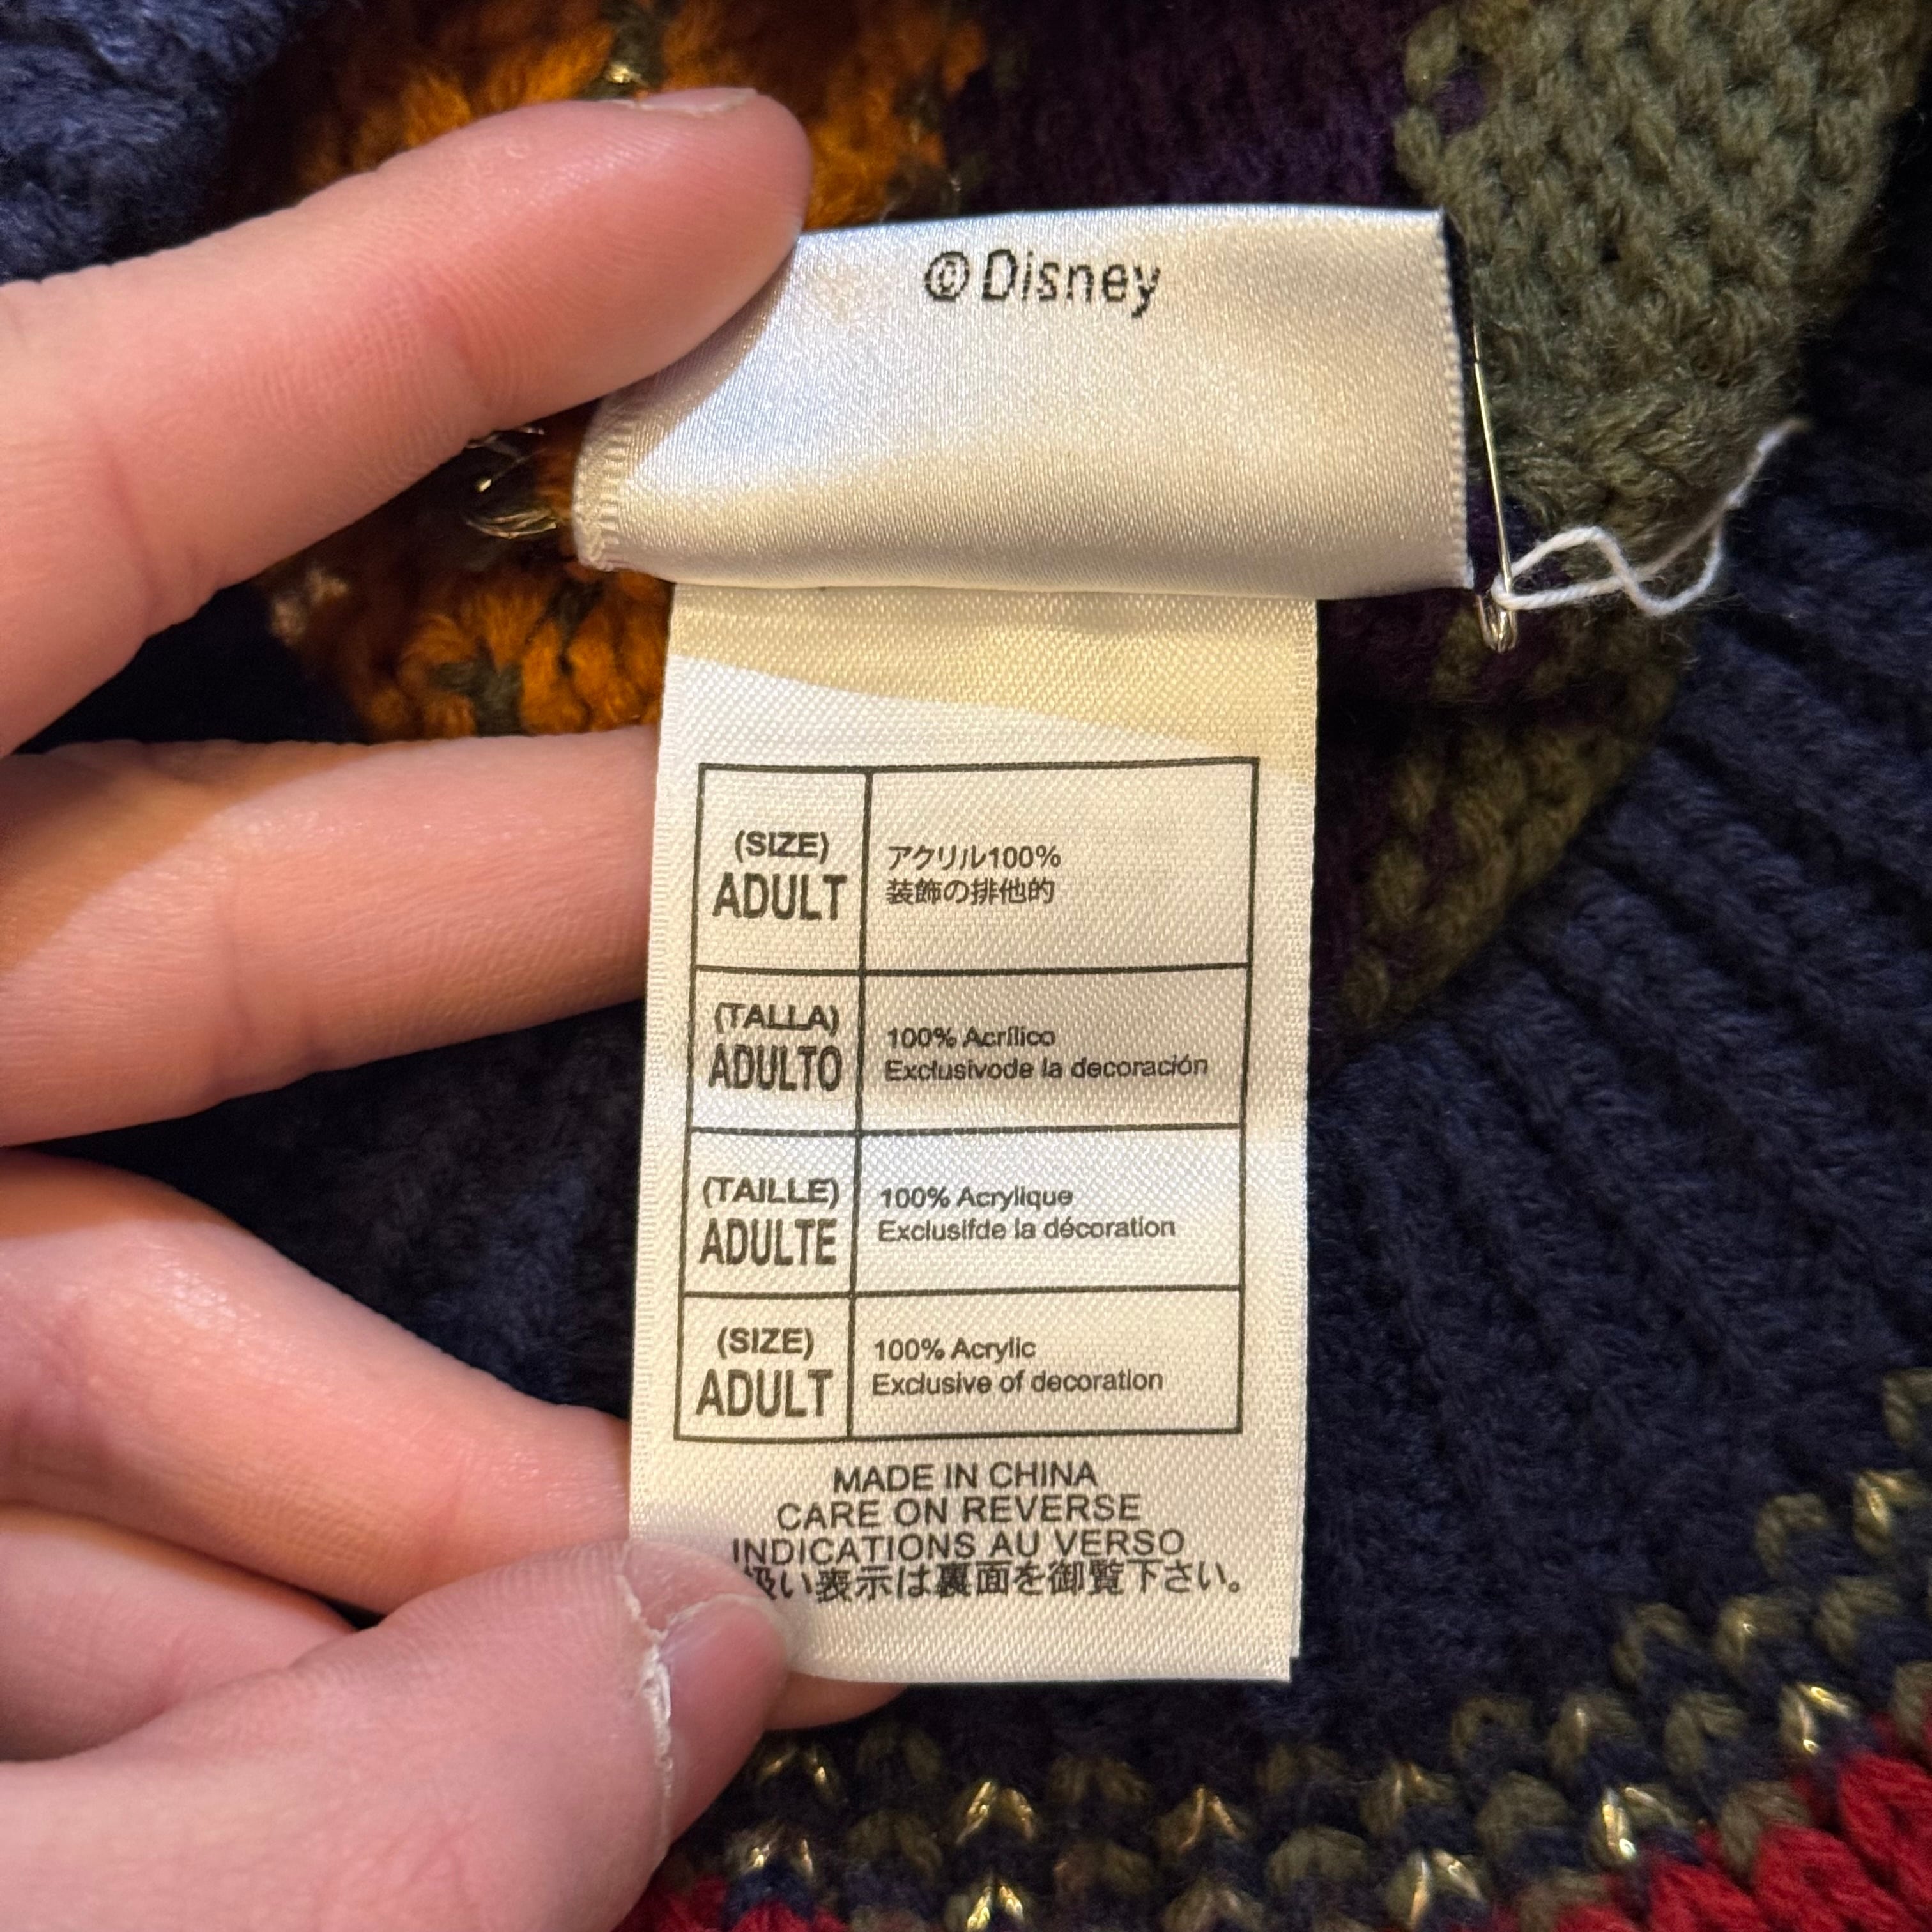 ©Disney
(SIZE)
ADULT
アクリル100%
装飾の排他的
(TALLA)
ADULTO
100% Acrílico
Exclusivode la decoración
(TAILLE)
ADULTE
100% Acrylique
Exclusifde la décoration
(SIZE)
ADULT
100% Acrylic
Exclusive of decoration
MADE IN CHINA
CARE ON REVERSE
INDICATIONS AU VERSO
扱い表示は裏面を御覧下さい。